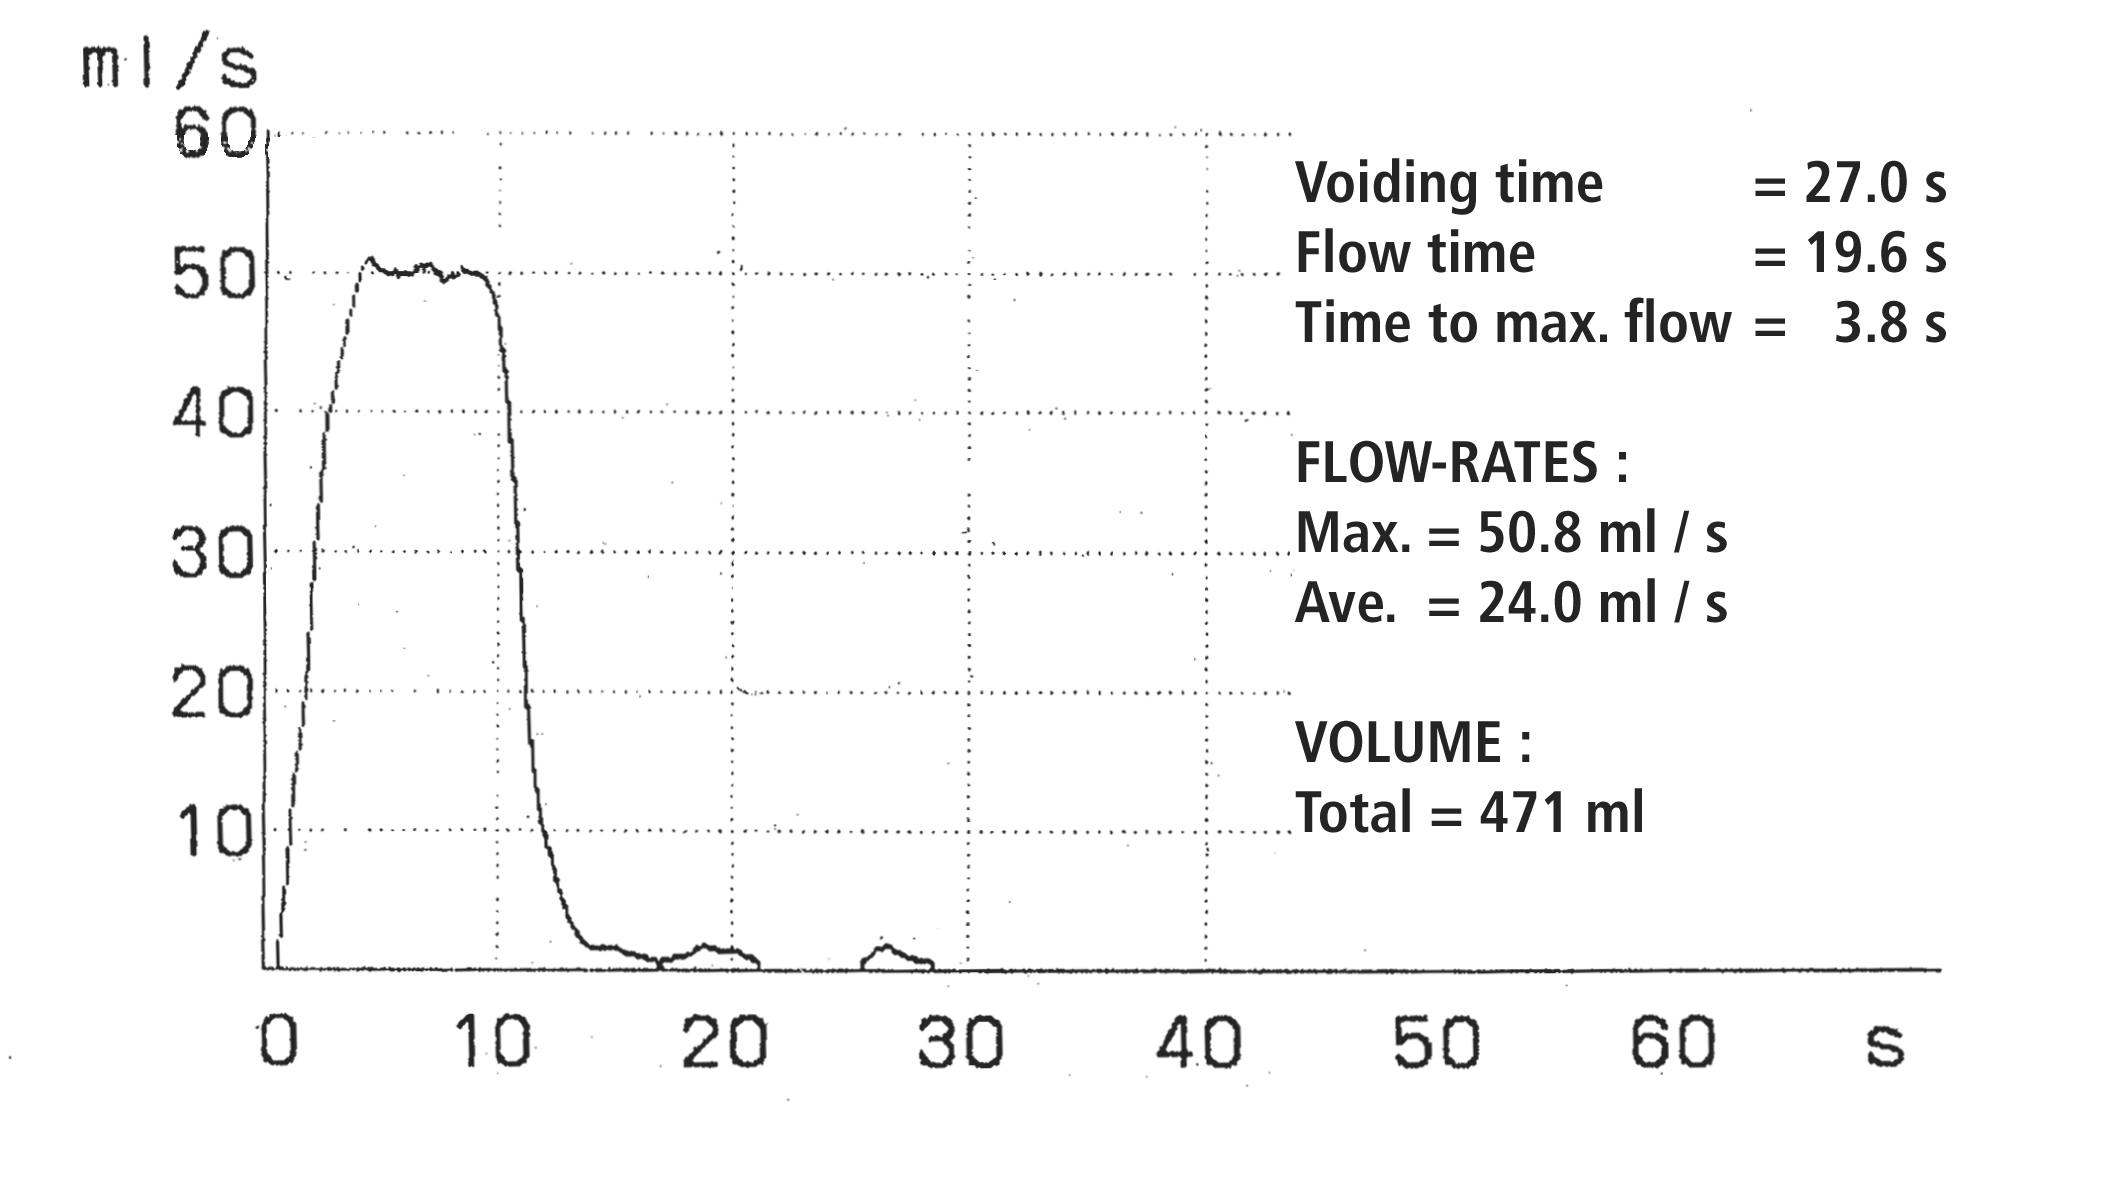 ml/s
60
50
40
30
20
10
0 10 20 30 40 50 60 s
Voiding time = 27.0 s
Flow time = 19.6 s
Time to max. flow = 3.8 s
FLOW-RATES :
Max. = 50.8 ml / s
Ave. = 24.0 ml / s
VOLUME :
Total = 471 ml